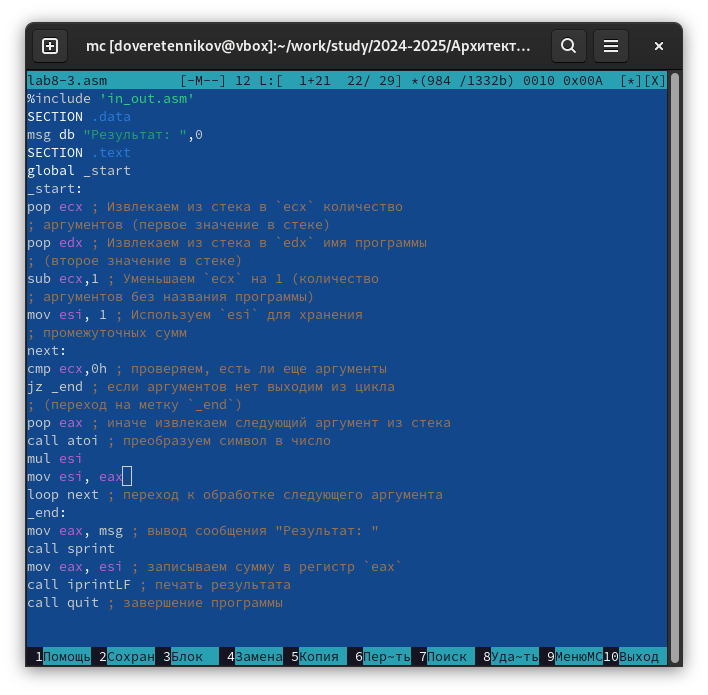 mc [doveretennikov@vbox]:~/work/study/2024-2025/Архитект...
lab8-3.asm [-M--] 12 L:[ 1+21 22/ 29] *(984 /1332b) 0010 0x00A [*][X]
%include 'in_out.asm'
SECTION .data
msg db "Результат: ",0
SECTION .text
global _start
_start:
pop ecx ; Извлекаем из стека в `ecx` количество
; аргументов (первое значение в стеке)
pop edx ; Извлекаем из стека в `edx` имя программы
; (второе значение в стеке)
sub ecx,1 ; Уменьшаем `ecx` на 1 (количество
; аргументов без названия программы)
mov esi, 1 ; Используем `esi` для хранения
; промежуточных сумм
next:
cmp ecx,0h ; проверяем, есть ли еще аргументы
jz _end ; если аргументов нет выходим из цикла
; (переход на метку `_end`)
pop eax ; иначе извлекаем следующий аргумент из стека
call atoi ; преобразуем символ в число
mul esi
mov esi, eax
loop next ; переход к обработке следующего аргумента
_end:
mov eax, msg ; вывод сообщения "Результат: "
call sprint
mov eax, esi ; записываем сумму в регистр `eax`
call iprintLF ; печать результата
call quit ; завершение программы
1Помощь 2Сохран 3Блок 4Замена 5Копия 6Пер~ть 7Поиск 8Уда~ть 9МенюMC 10Выход